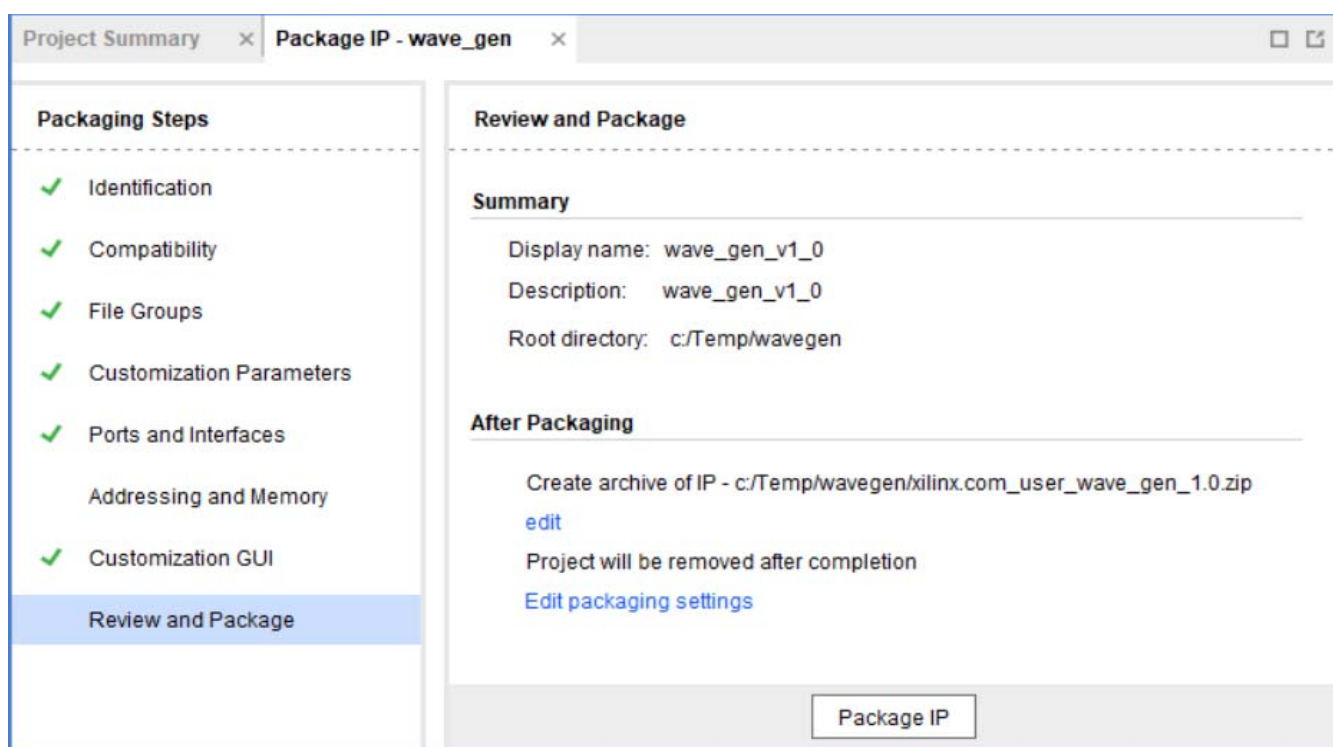 Project Summary
Package IP - wave_gen
Packaging Steps
Identification
Compatibility
File Groups
Customization Parameters
Ports and Interfaces
Addressing and Memory
Customization GUI
Review and Package
Review and Package
Summary
Display name: wave_gen_v1_0
Description: wave_gen_v1_0
Root directory: c:/Temp/wavegen
After Packaging
Create archive of IP - c:/Temp/wavegen/xilinx.com_user_wave_gen_1.0.zip
edit
Project will be removed after completion
Edit packaging settings
Package IP